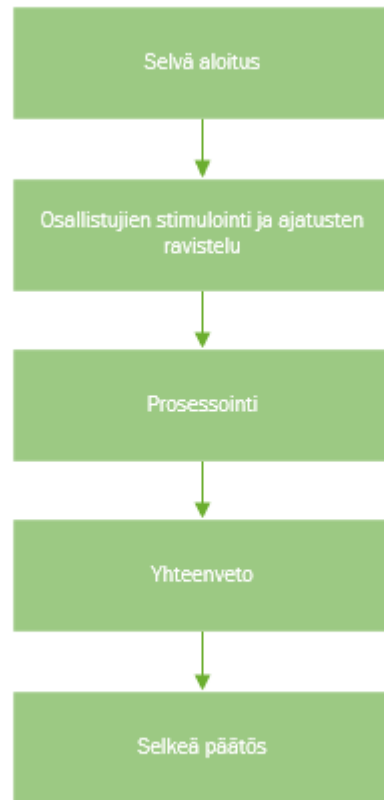 Selvä aloitus
Osallistujien stimulointi ja ajatusten
ravistelu
Prosessointi
Yhteenveto
Selkeä päätös